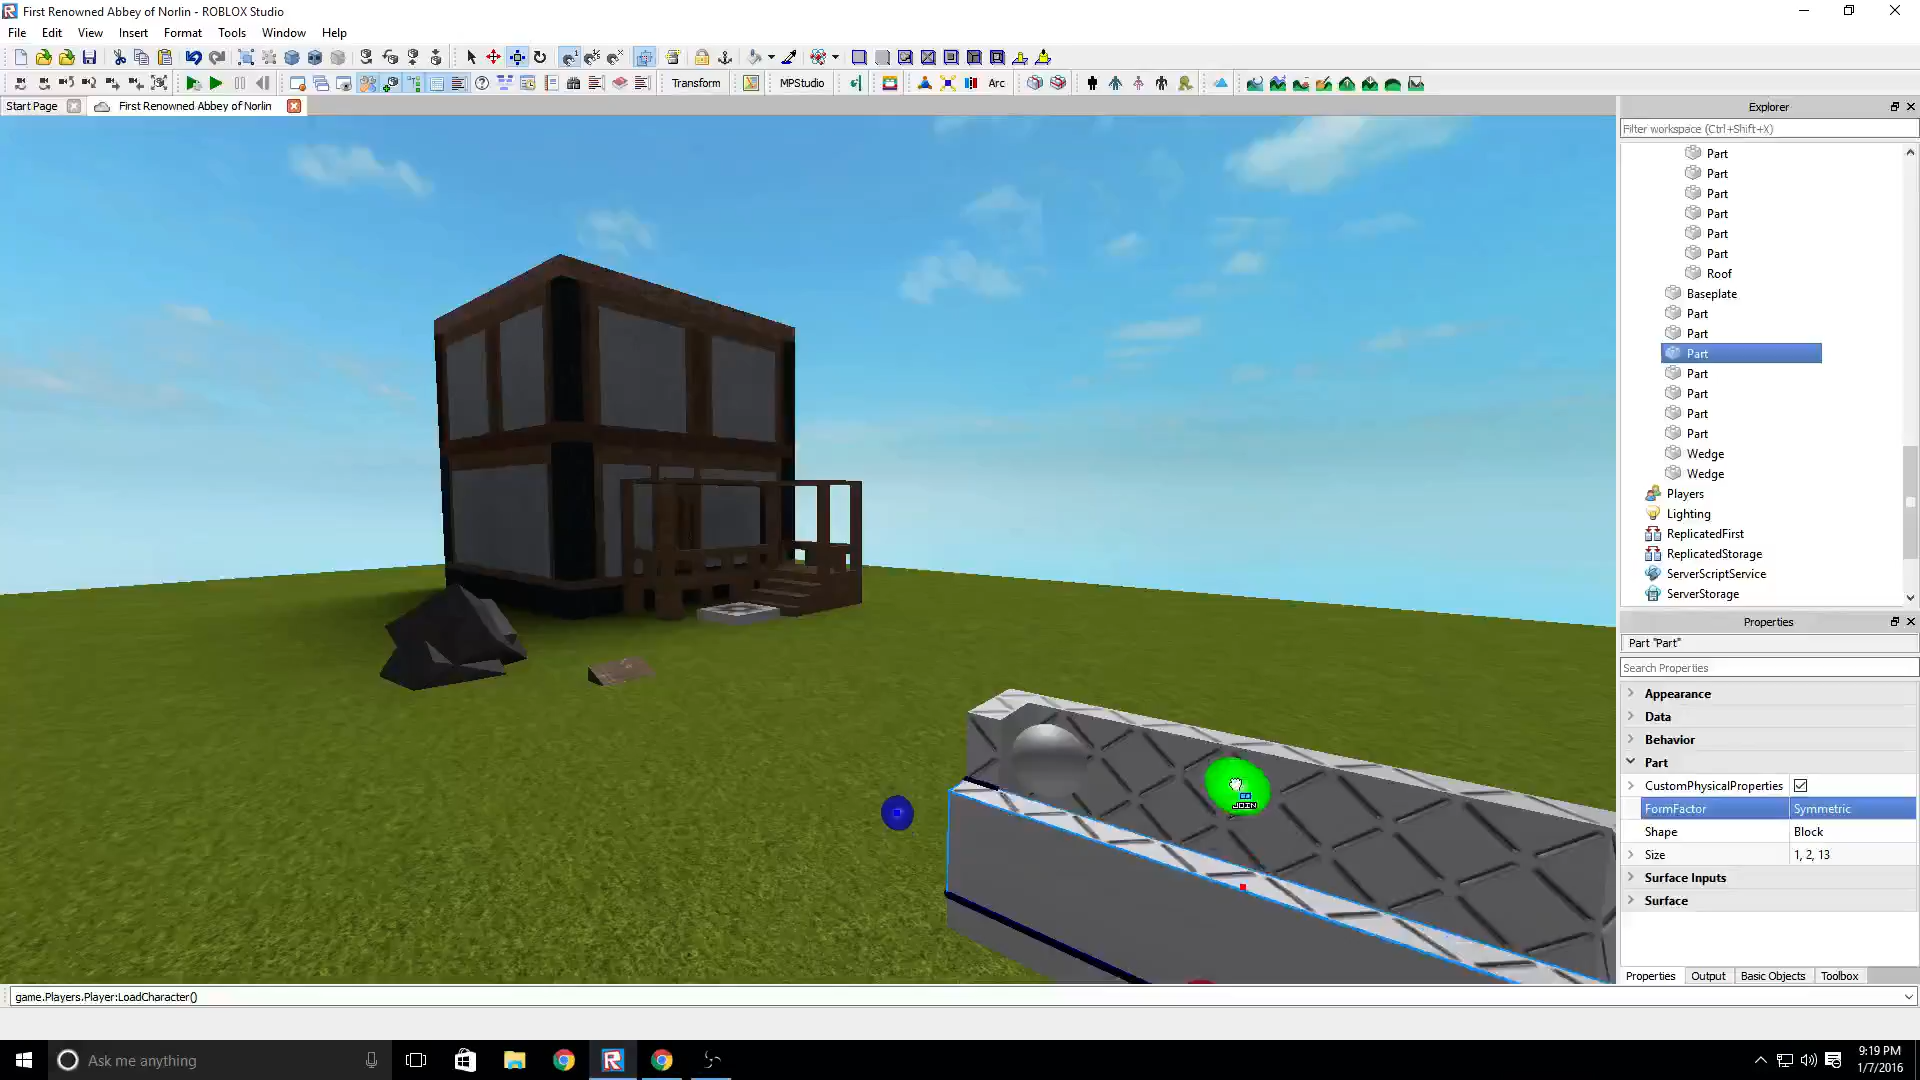 First Renowned Abbey of Norlin - ROBLOX Studio
File Edit View Insert Format Tools Window Help
Transform MPStudio Arc
Start Page First Renowned Abbey of Norlin
Explorer
Filter workspace (Ctrl+Shift+X)
Part
Part
Part
Part
Part
Part
Roof
Baseplate
Part
Part
Part
Part
Part
Part
Part
Wedge
Wedge
Players
Lighting
ReplicatedFirst
ReplicatedStorage
ServerScriptService
ServerStorage
Properties
Part "Part"
Search Properties
Appearance
Data
Behavior
Part
CustomPhysicalProperties
FormFactor Symmetric
Shape Block
Size 1, 2, 13
Surface Inputs
Surface
JOIN
Properties Output Basic Objects Toolbox
game.Players.Player:LoadCharacter()
Ask me anything
9:19 PM
1/7/2016